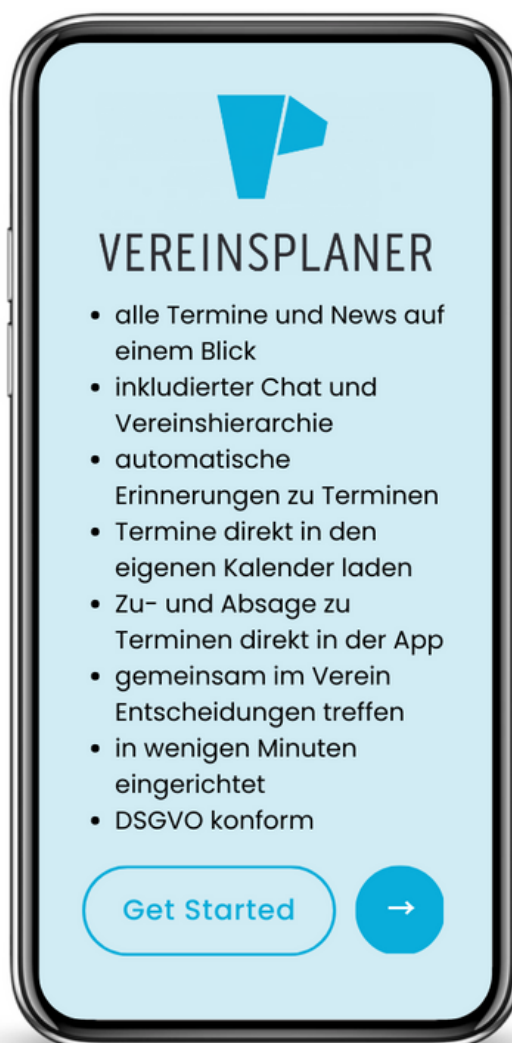 VEREINSPLANER
• alle Termine und News auf
einem Blick
• inkludierter Chat und
Vereinshierarchie
• automatische
Erinnerungen zu Terminen
• Termine direkt in den
eigenen Kalender laden
• Zu- und Absage zu
Terminen direkt in der App
• gemeinsam im Verein
Entscheidungen treffen
• in wenigen Minuten
eingerichtet
• DSGVO konform
Get Started →